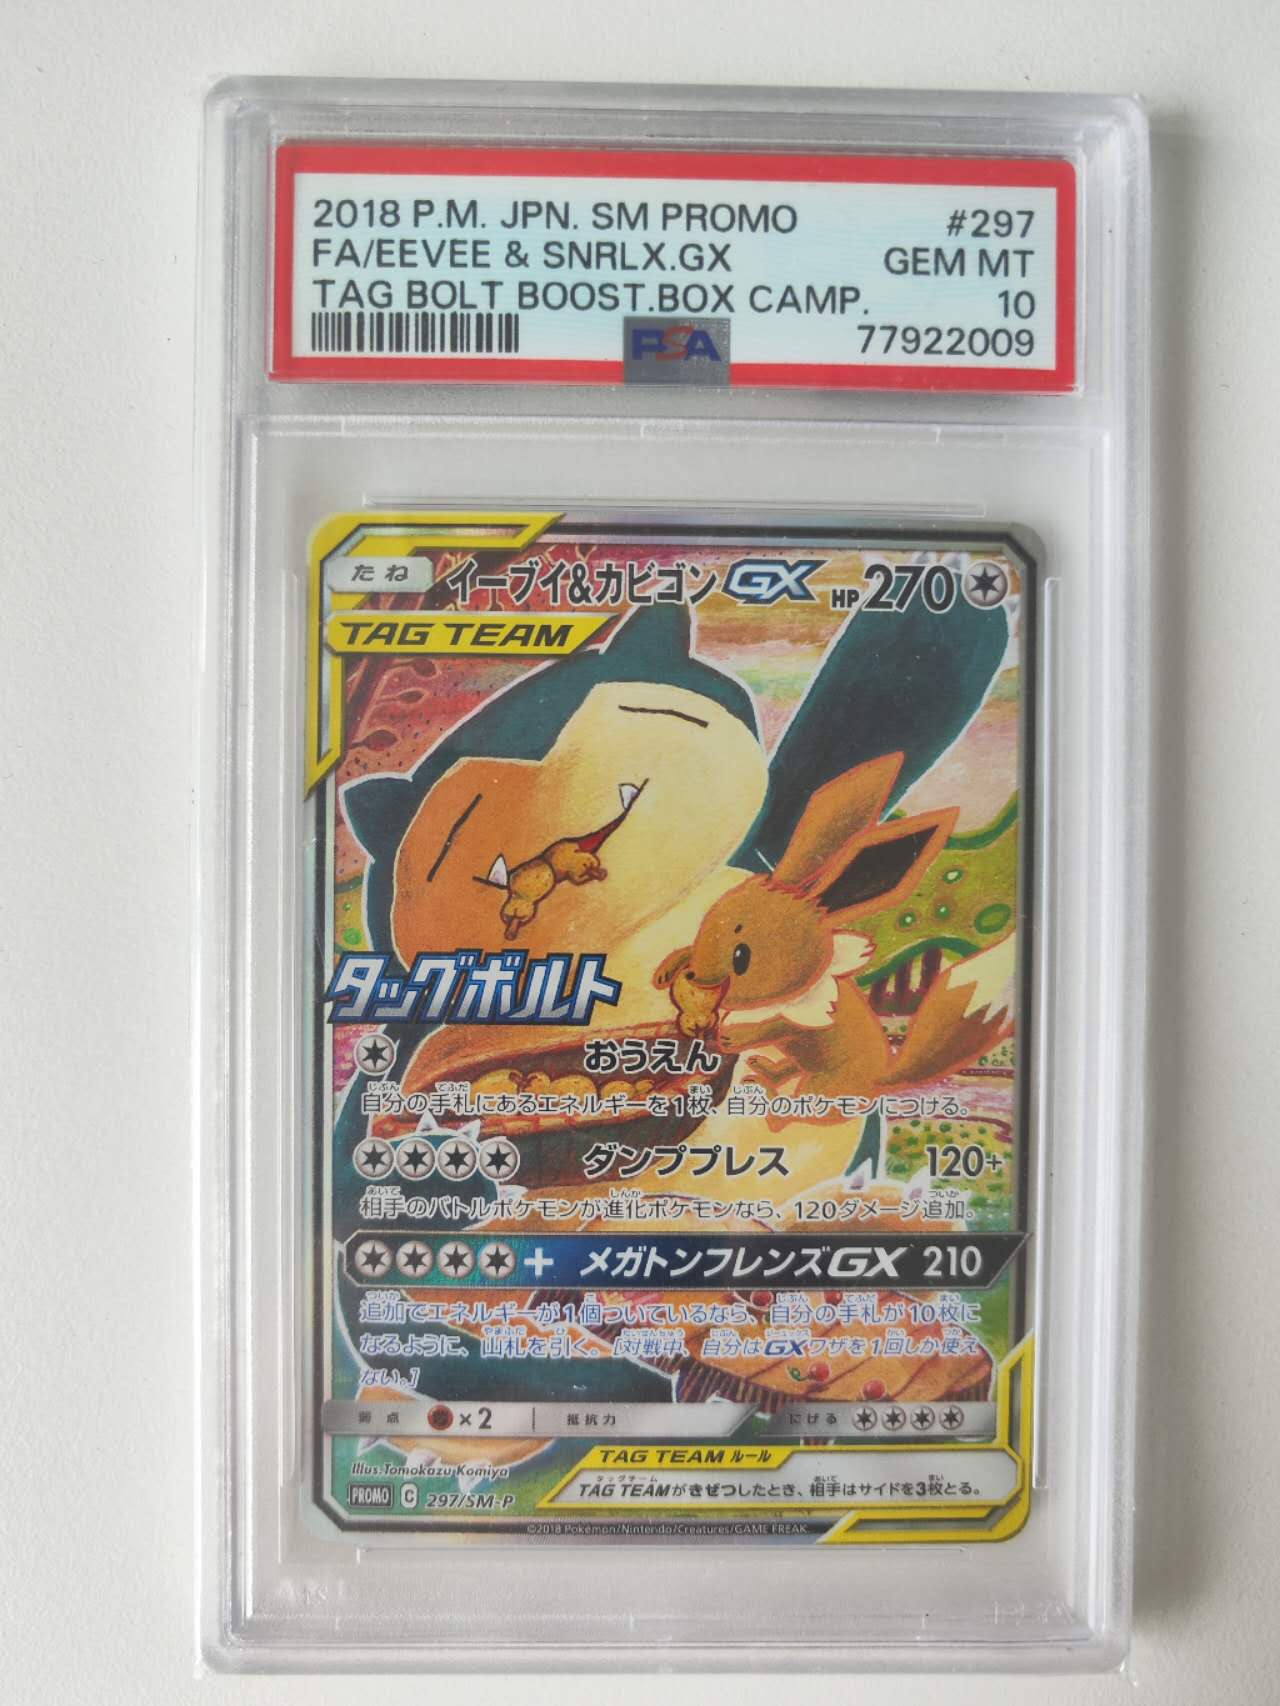 2018 P.M. JPN. SM PROMO #297
FA/EEVEE & SNRLX.GX GEM MT
TAG BOLT BOOST.BOX CAMP. 10
PSA 77922009
たね イーブイ&カビゴンGX HP270
TAG TEAM
タッグボルト
おうえん
自分の手札にあるエネルギーを1枚、自分のポケモンにつける。
ダンププレス 120+
相手のバトルポケモンが進化ポケモンなら、120ダメージ追加。
+ メガトンフレンズGX 210
追加でエネルギーが1個ついているなら、自分の手札が10枚に
なるように、山札を引く。[対戦中、自分はGXワザを1回しか使え
ない。]
弱点 ×2 抵抗力 にげる
TAG TEAM ルール
Illus.Tomokazu Komiya
TAG TEAMがきぜつしたとき、相手はサイドを3枚とる。
PROMO C 297/SM-P
©2018 Pokémon/Nintendo/Creatures/GAME FREAK.